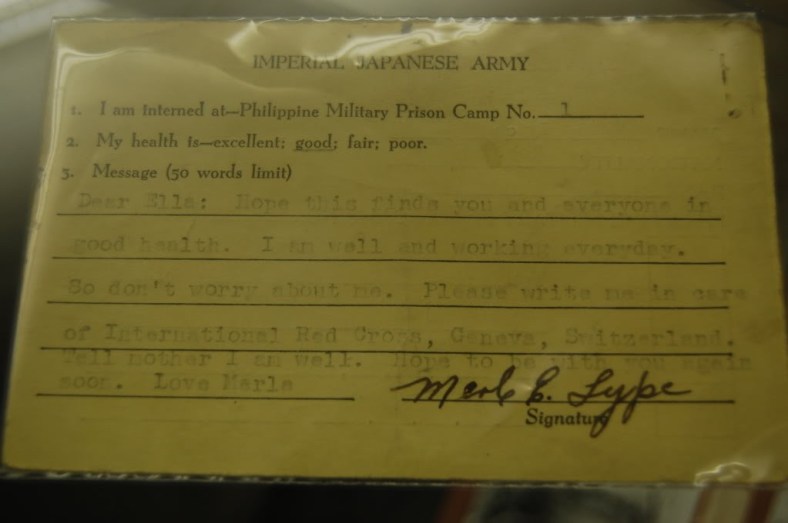 IMPERIAL JAPANESE ARMY
1. I am interned at—Philippine Military Prison Camp No. 1
2. My health is—excellent; good; fair; poor.
3. Message (50 words limit)
Dear Ella: Hope this finds you and everyone in
good health. I am well and working everyday.
So don't worry about me. Please write me in care
of International Red Cross, Geneva, Switzerland.
Tell mother I am well. Hope to be with you again
soon. Love Merle
Merle E. Lype
Signature